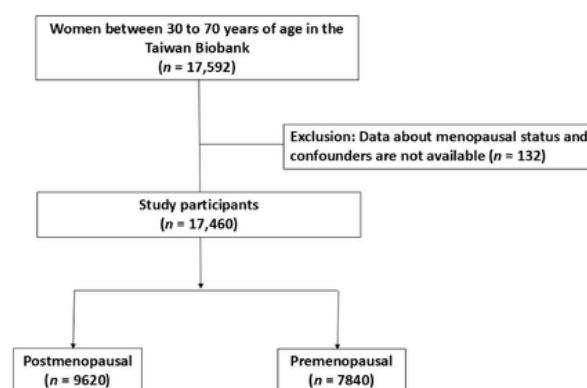 Women between 30 to 70 years of age in the
Taiwan Biobank
(n = 17,592)
Exclusion: Data about menopausal status and
confounders are not available (n = 132)
Study participants
(n = 17,460)
Postmenopausal
(n = 9620)
Premenopausal
(n = 7840)